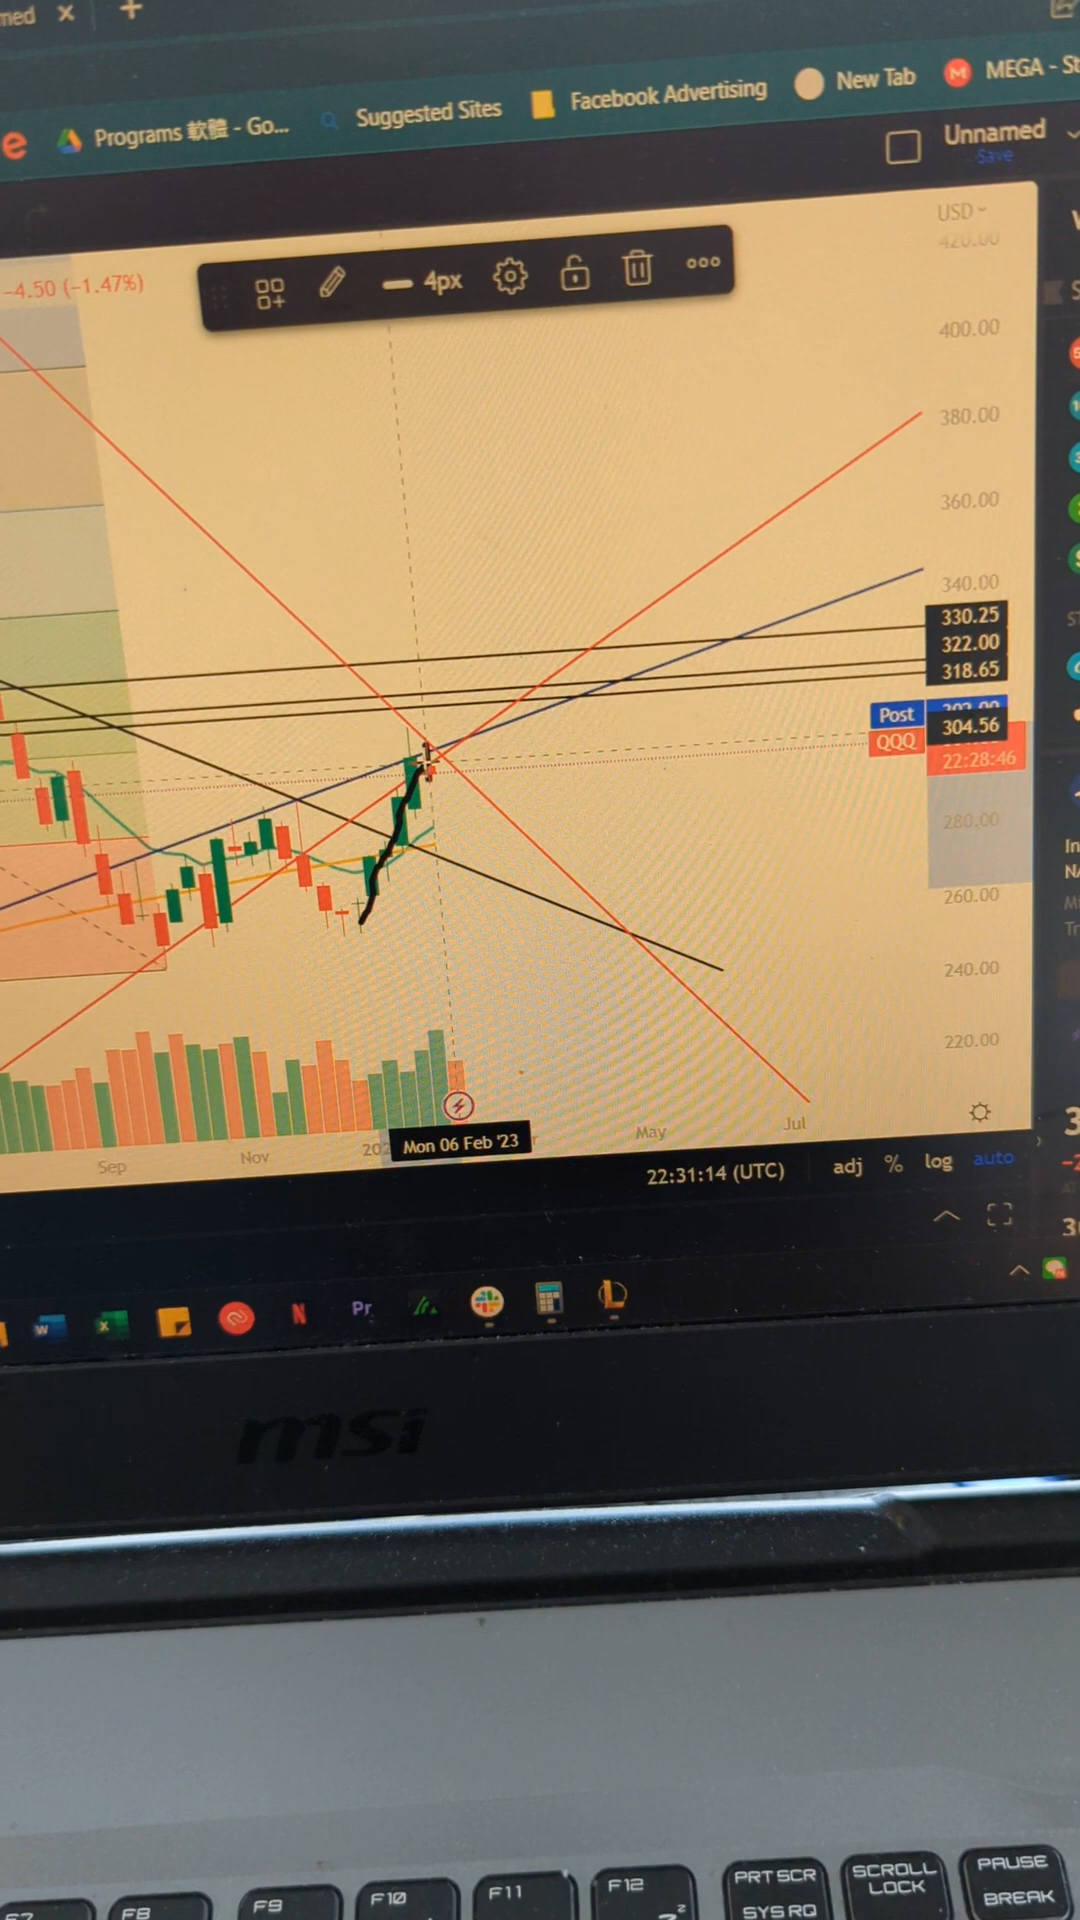 Programs 軟體 - Go...
Suggested Sites
Facebook Advertising
New Tab
M
MEGA - St
Unnamed
Save
USD
-4.50 (-1.47%)
4px
420.00
400.00
380.00
360.00
340.00
330.25
322.00
318.65
Post
304.56
QQQ
22:28:46
280.00
260.00
240.00
220.00
Sep
Nov
Mon 06 Feb '23
May
Jul
22:31:14 (UTC)
adj
%
log
auto
W
X
N
Pr
msi
F7
F8
F9
F10
F11
F12
PRT SCR
SYS RQ
SCROLL
LOCK
PAUSE
BREAK